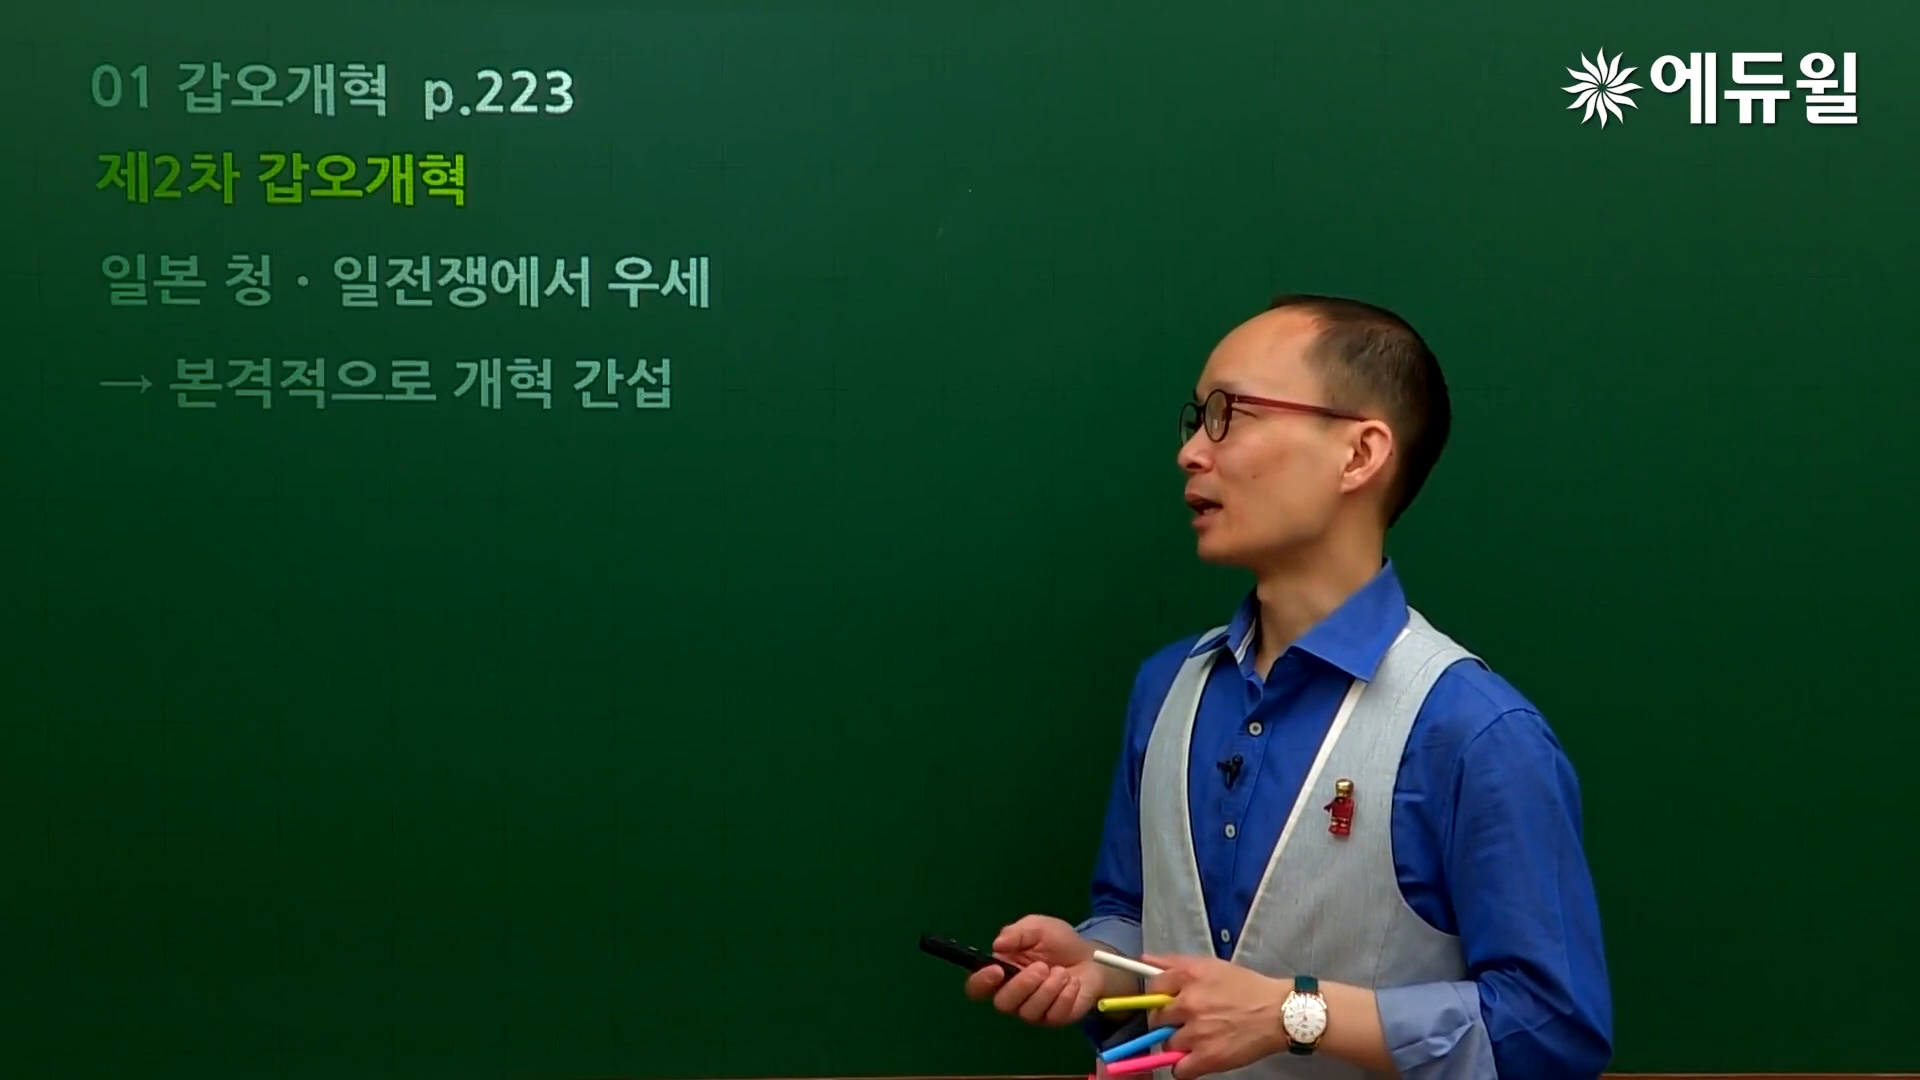 01 갑오개혁 p.223
에듀윌
제2차 갑오개혁
일본 청·일전쟁에서 우세
→ 본격적으로 개혁 간섭